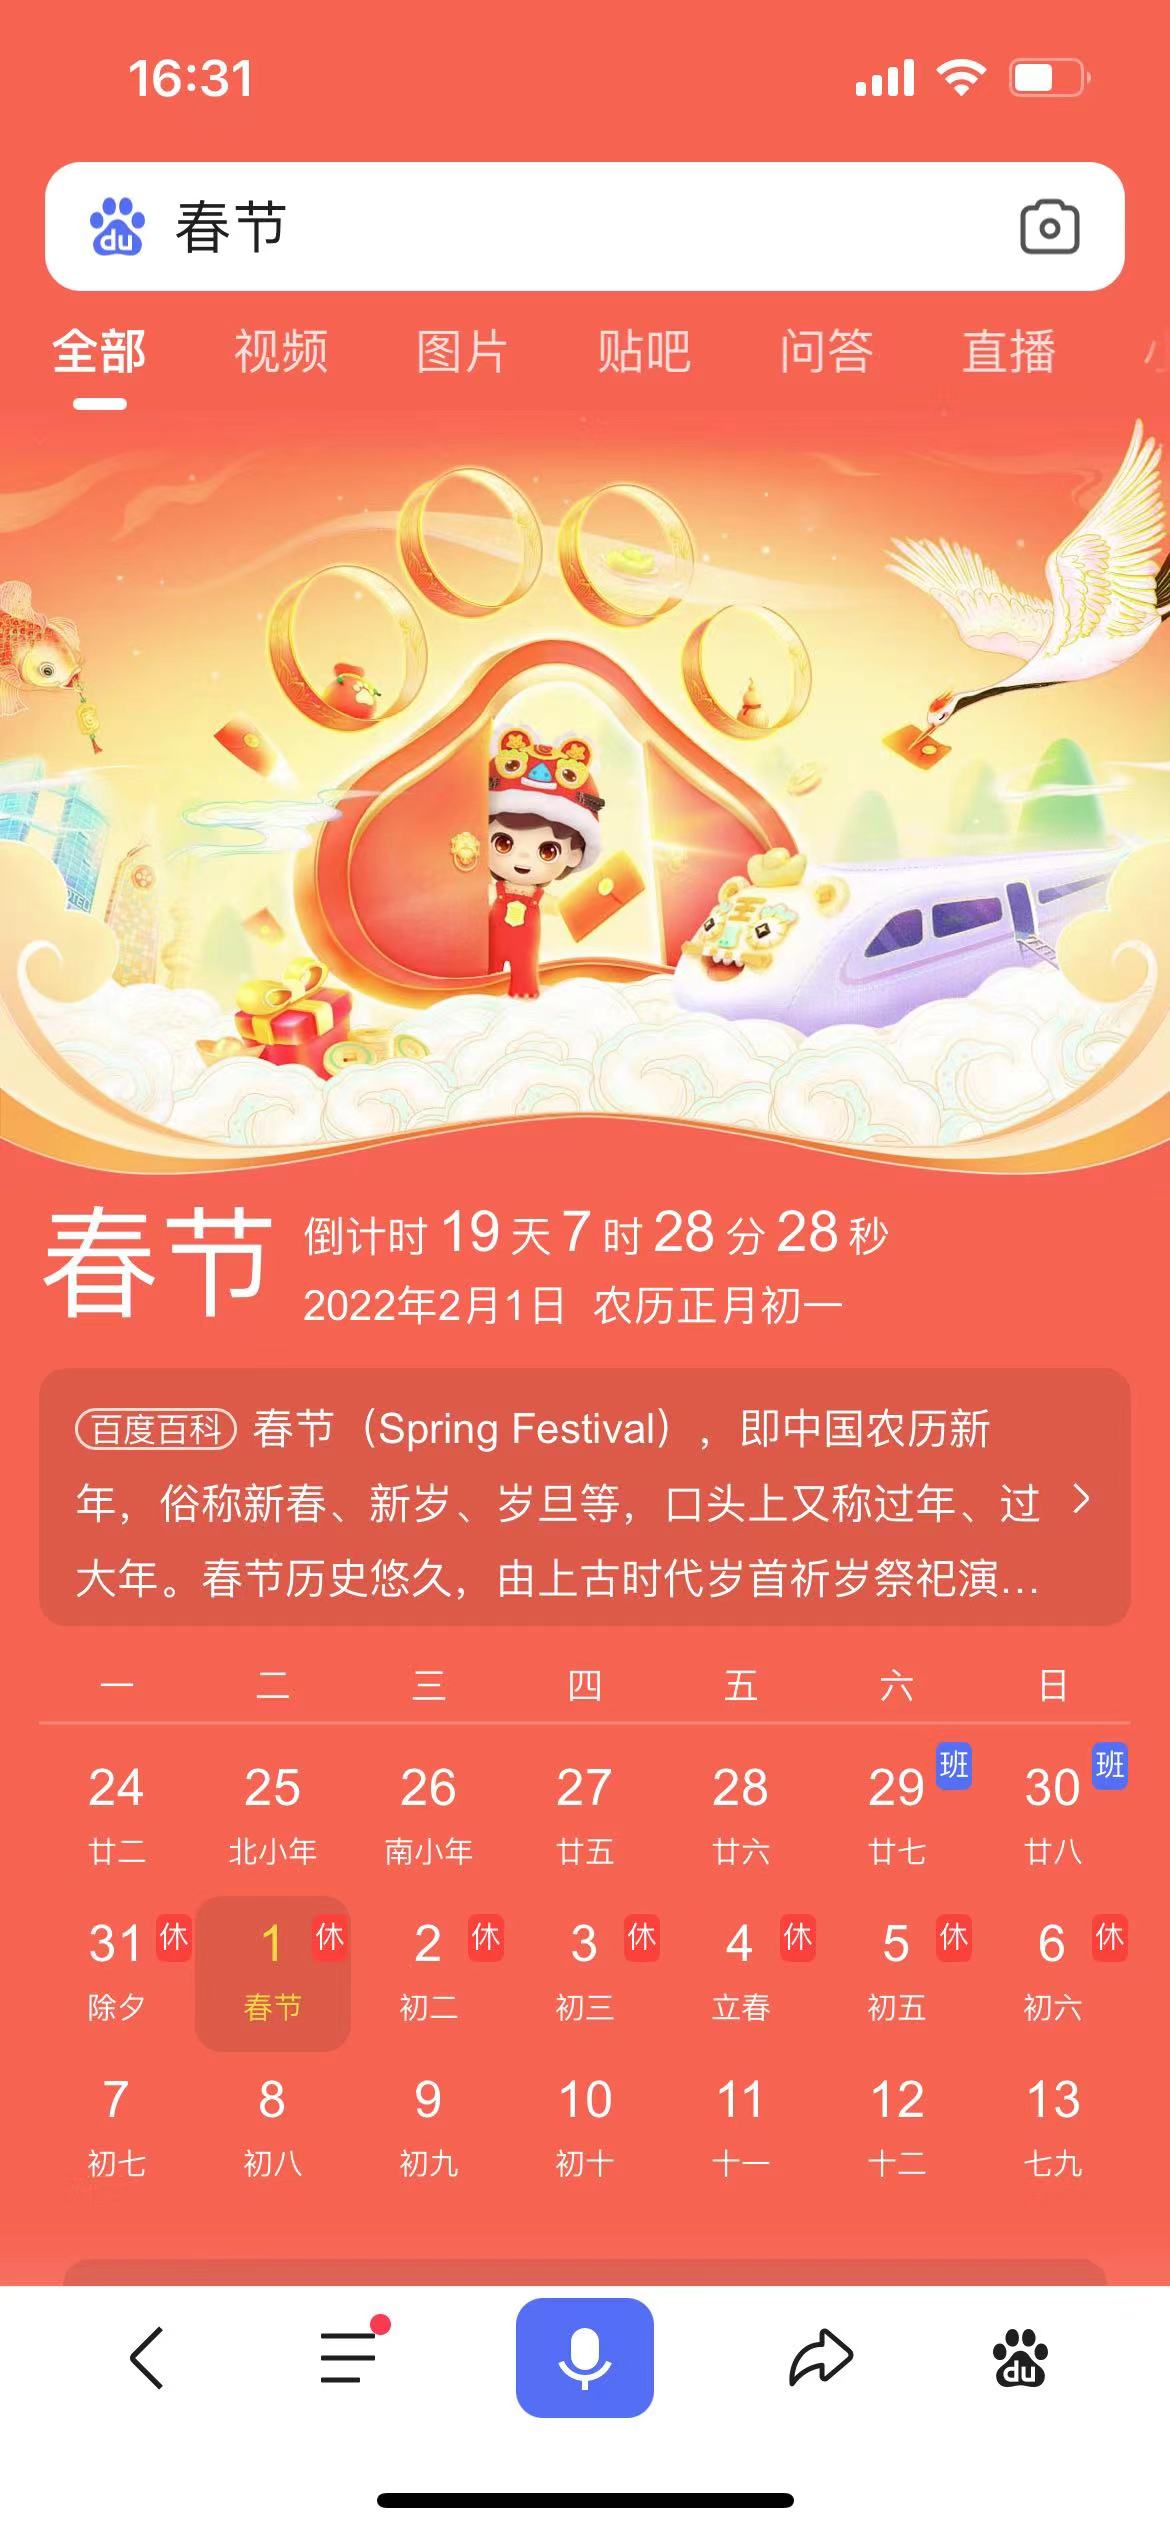 16:31
du 春节
全部 视频 图片 贴吧 问答 直播
王
春节
倒计时 19 天 7 时 28 分 28 秒
2022年2月1日 农历正月初一
百度百科 春节（Spring Festival），即中国农历新
年，俗称新春、新岁、岁旦等，口头上又称过年、过
大年。春节历史悠久，由上古时代岁首祈岁祭祀演...
一 二 三 四 五 六 日
24 25 26 27 28 29 班 30 班
廿二 北小年 南小年 廿五 廿六 廿七 廿八
31 休 1 休 2 休 3 休 4 休 5 休 6 休
除夕 春节 初二 初三 立春 初五 初六
7 8 9 10 11 12 13
初七 初八 初九 初十 十一 十二 七九
du